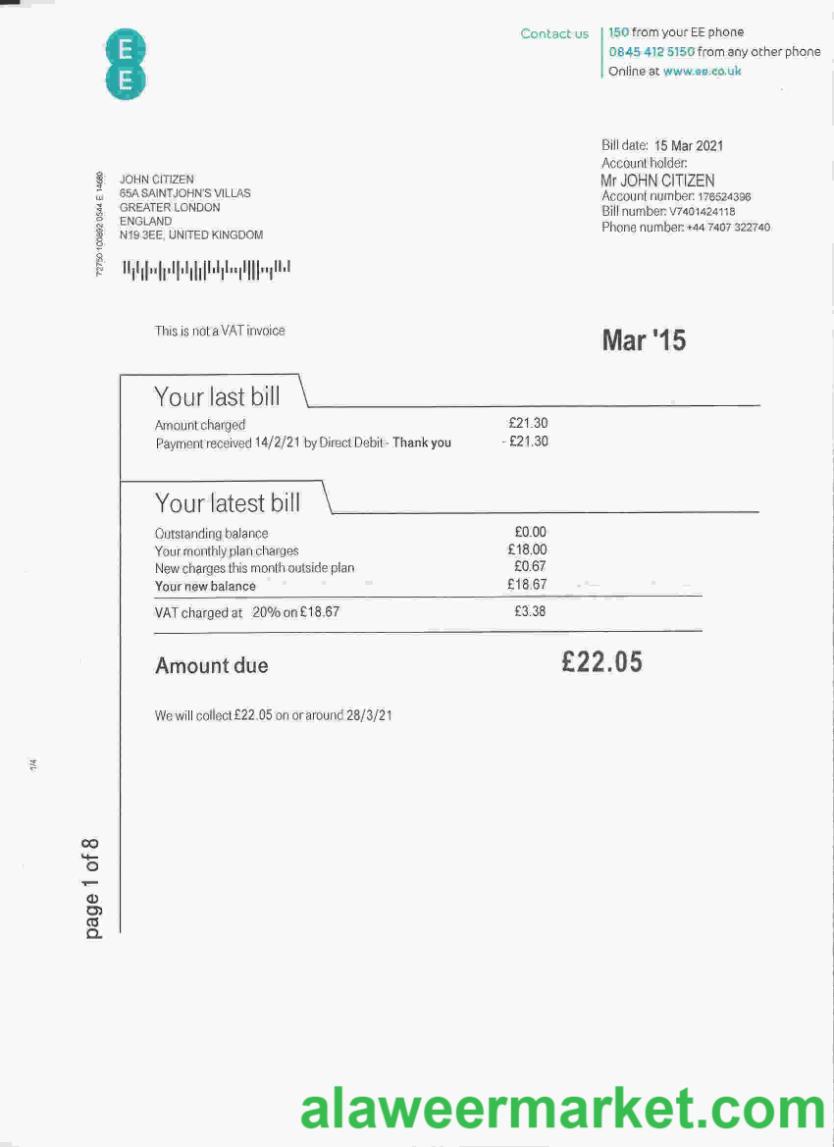 E
E
Contact us
150 from your EE phone
0845 412 5150 from any other phone
Online at www.ee.co.uk
Bill date: 15 Mar 2021
Account holder:
Mr JOHN CITIZEN
Account number: 176524396
Bill number: V7401424118
Phone number: +44 7407 322740
72750 100892 0544 E 14680
JOHN CITIZEN
65A SAINTJOHN'S VILLAS
GREATER LONDON
ENGLAND
N19 3EE, UNITED KINGDOM
This is not a VAT invoice
Mar '15
Your last bill
Amount charged £21.30
Payment received 14/2/21 by Direct Debit - Thank you - £21.30
Your latest bill
Outstanding balance £0.00
Your monthly plan charges £18.00
New charges this month outside plan £0.67
Your new balance £18.67
VAT charged at 20% on £18.67 £3.38
Amount due £22.05
We will collect £22.05 on or around 28/3/21
1/4
page 1 of 8
alaweermarket.com